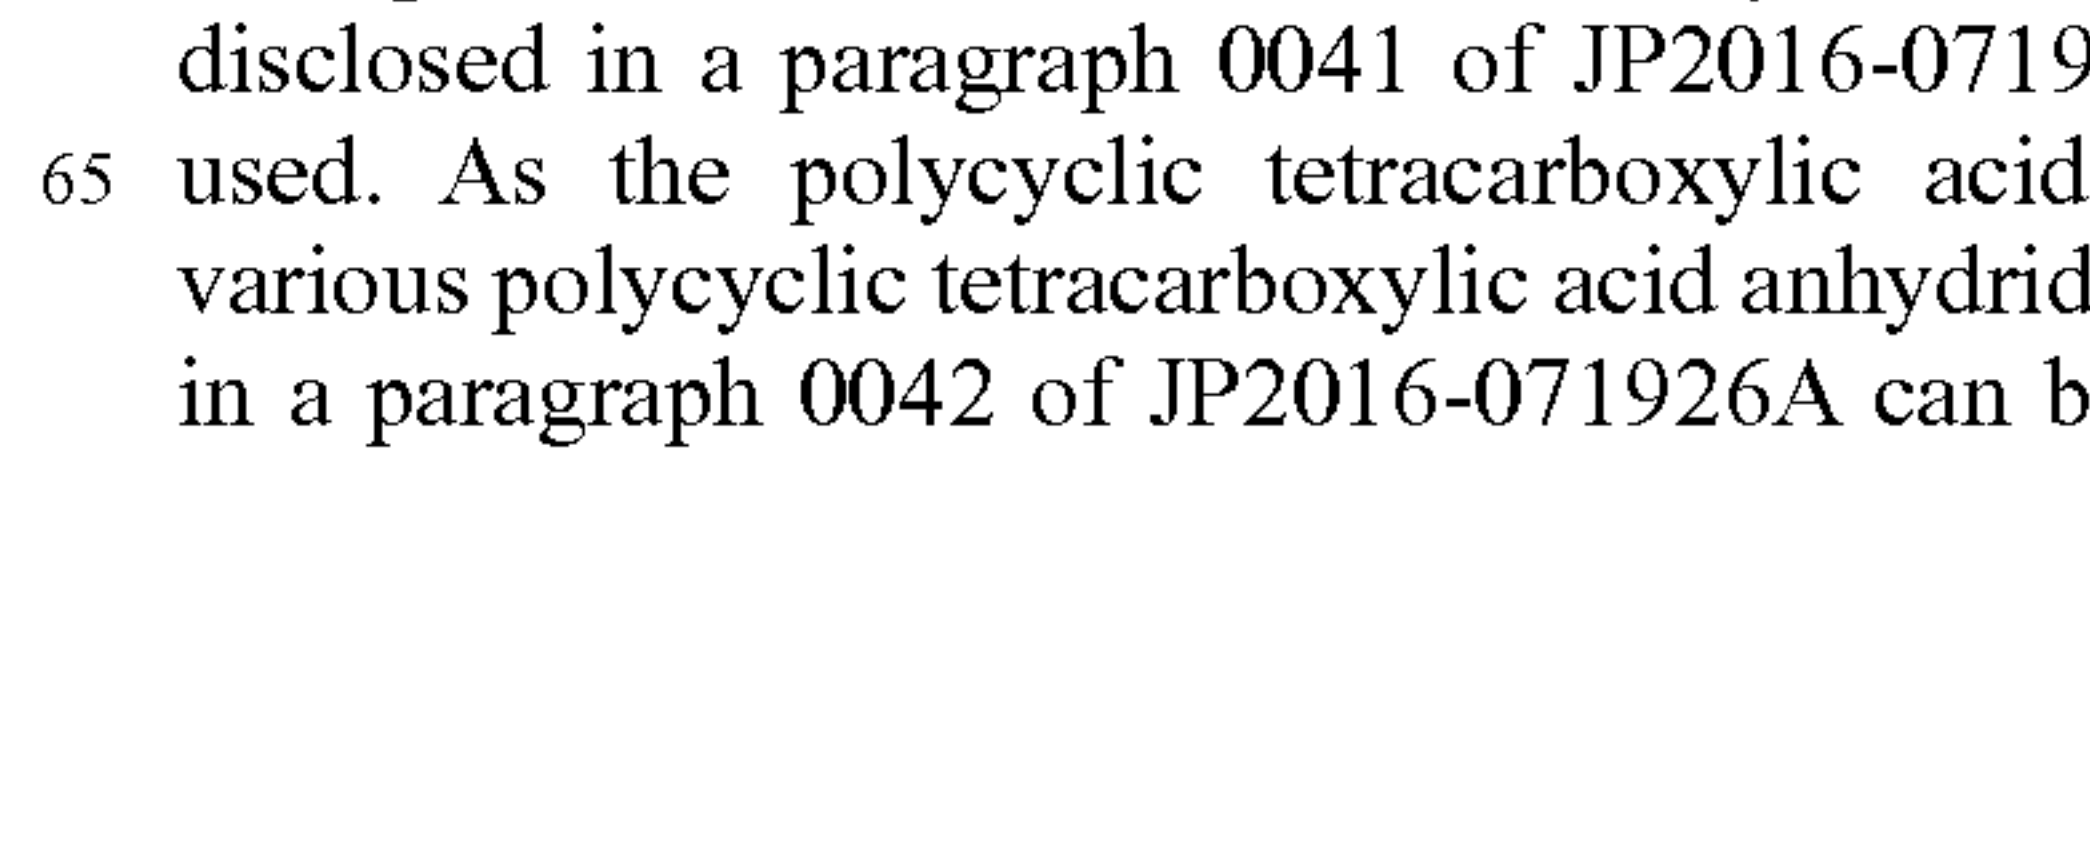 disclosed in a paragraph 0041 of JP2016-0719
65 used. As the polycyclic tetracarboxylic acid
various polycyclic tetracarboxylic acid anhydrid
in a paragraph 0042 of JP2016-071926A can b